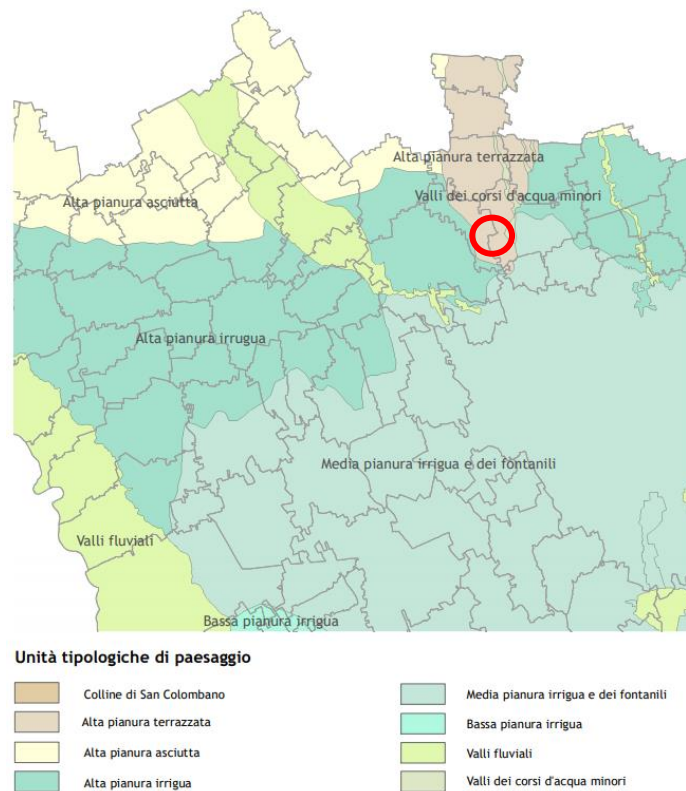 Alta pianura terrazzata
Alta pianura asciutta
Valli dei corsi d'acqua minori
Alta pianura irrigua
Media pianura irrigua e dei fontanili
Valli fluviali
Bassa pianura irrigua
Unità tipologiche di paesaggio
Colline di San Colombano
Alta pianura terrazzata
Alta pianura asciutta
Alta pianura irrigua
Media pianura irrigua e dei fontanili
Bassa pianura irrigua
Valli fluviali
Valli dei corsi d'acqua minori